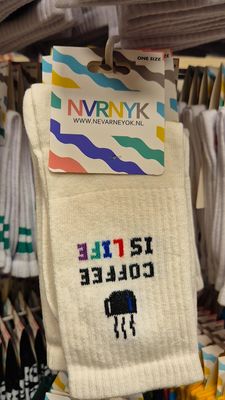 ONE SIZE
NVRNYK
WWW.NEVARNEYOK.NL
COFFEE
IS LIFE